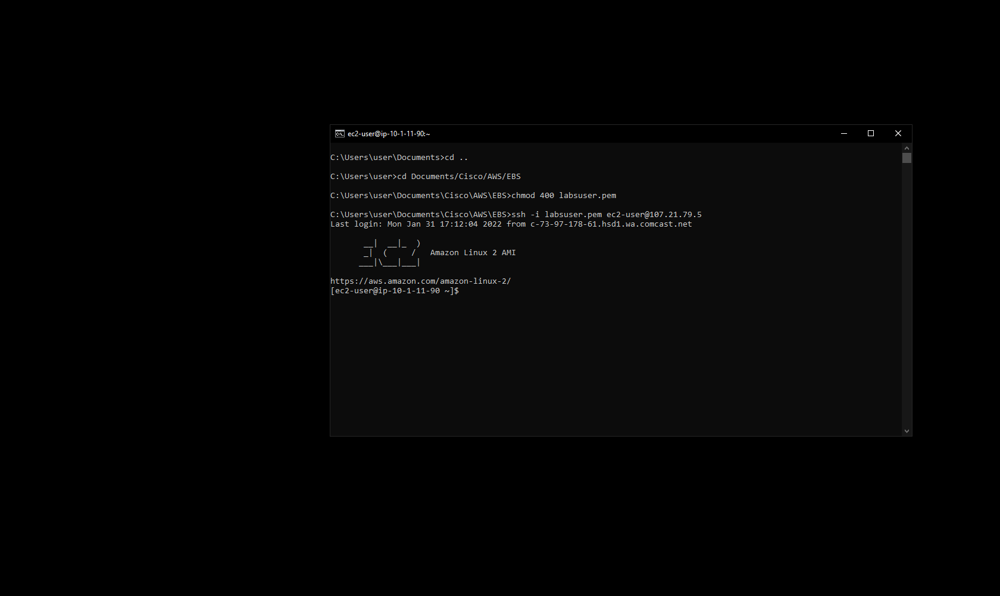 ec2-user@ip-10-1-11-90:~
C:\Users\user\Documents>cd ..
C:\Users\user>cd Documents/Cisco/AWS/EBS
C:\Users\user\Documents\Cisco\AWS\EBS>chmod 400 labsuser.pem
C:\Users\user\Documents\Cisco\AWS\EBS>ssh -i labsuser.pem ec2-user@107.21.79.5
Last login: Mon Jan 31 17:12:04 2022 from c-73-97-178-61.hsd1.wa.comcast.net
       __|  __|_  )
       _|  (     /   Amazon Linux 2 AMI
      ___|\___|___|
https://aws.amazon.com/amazon-linux-2/
[ec2-user@ip-10-1-11-90 ~]$